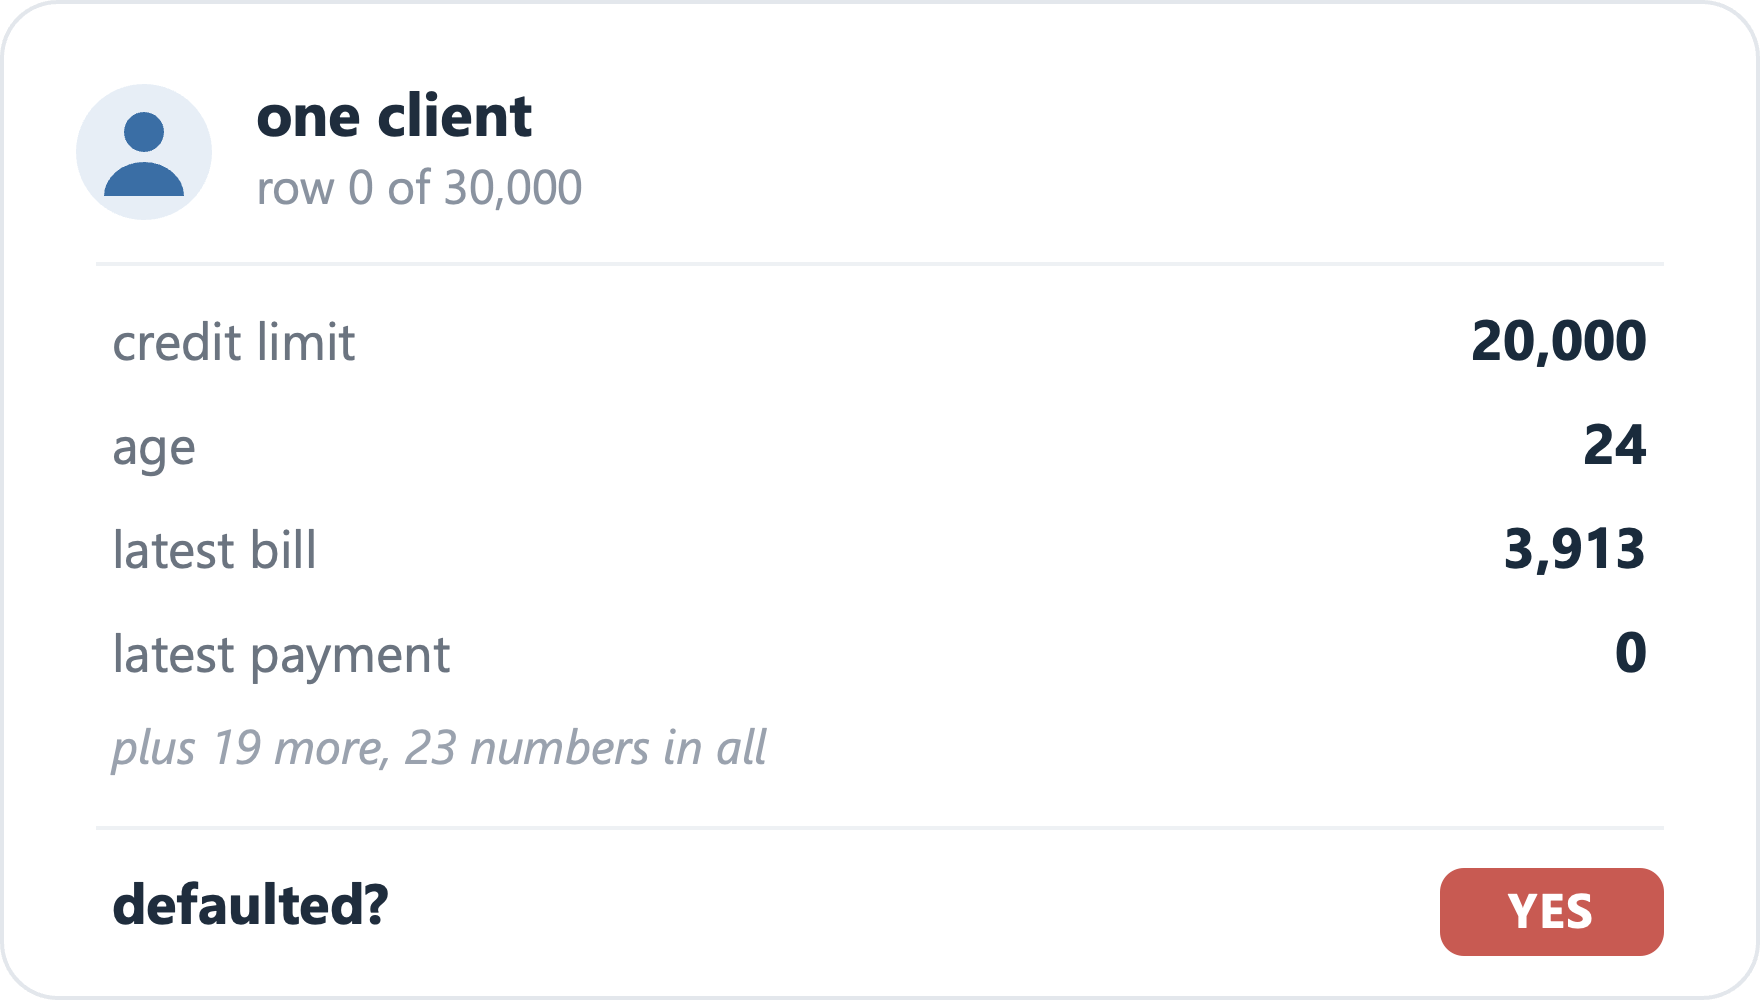 one client
row 0 of 30,000
credit limit 20,000
age 24
latest bill 3,913
latest payment 0
plus 19 more, 23 numbers in all
defaulted? YES